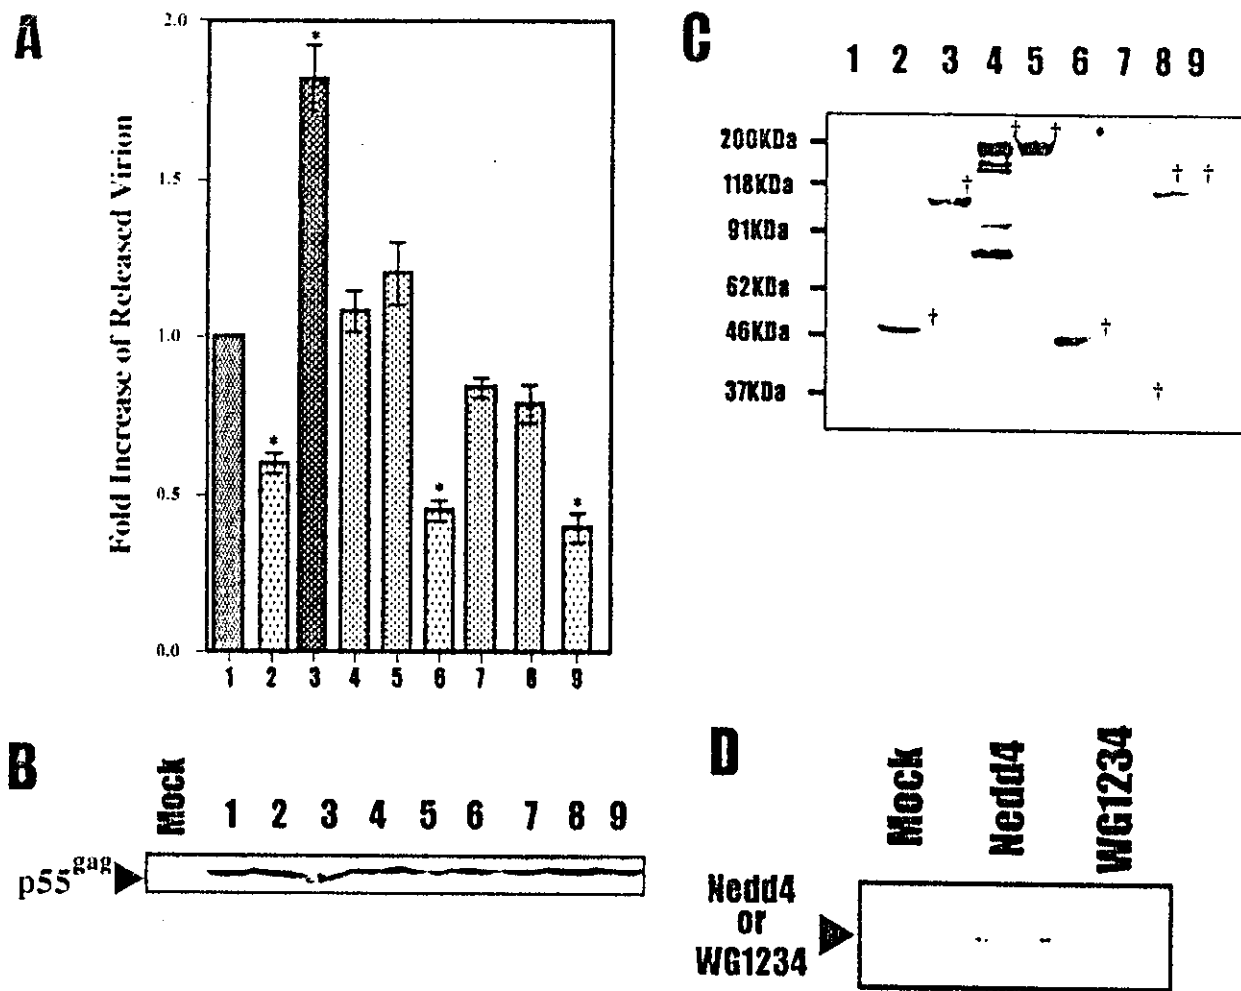 A
Fold Increase of Released Virion
2.0
1.5
1.0
0.5
0.0
*
*
*
*
1 2 3 4 5 6 7 8 9
B
Mock 1 2 3 4 5 6 7 8 9
p55gag
C
1 2 3 4 5 6 7 8 9
200KDa
118KDa
91KDa
62KDa
46KDa
37KDa
† † † † † † † †
D
Mock Nedd4 WG1234
Nedd4
or
WG1234